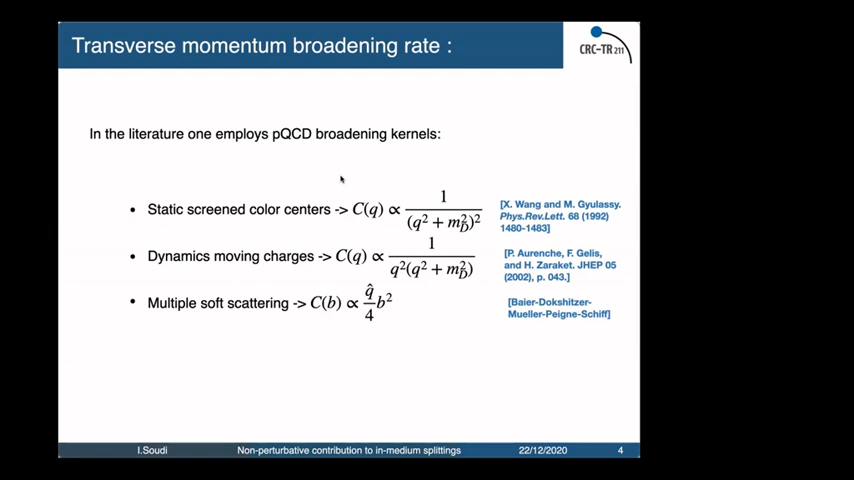 Transverse momentum broadening rate :
CRC-TR 211
In the literature one employs pQCD broadening kernels:
• Static screened color centers -> C(q) ∝ 1/(q² + m_D²)²
[X. Wang and M. Gyulassy.
Phys.Rev.Lett. 68 (1992)
1480-1483]
• Dynamics moving charges -> C(q) ∝ 1/q²(q² + m_D²)
[P. Aurenche, F. Gelis,
and H. Zaraket. JHEP 05
(2002), p. 043.]
• Multiple soft scattering -> C(b) ∝ q̂/4 b²
[Baier-Dokshitzer-
Mueller-Peigne-Schiff]
I.Soudi Non-perturbative contribution to in-medium splittings 22/12/2020 4